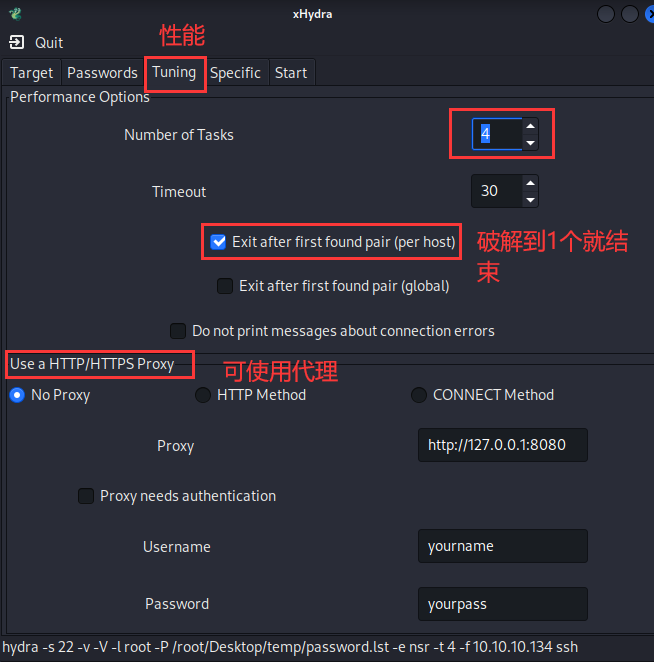 xHydra
Quit
性能
Target Passwords Tuning Specific Start
Performance Options
Number of Tasks 4
Timeout 30
Exit after first found pair (per host)
破解到1个就结
束
Exit after first found pair (global)
Do not print messages about connection errors
Use a HTTP/HTTPS Proxy
可使用代理
No Proxy HTTP Method CONNECT Method
Proxy http://127.0.0.1:8080
Proxy needs authentication
Username yourname
Password yourpass
hydra -s 22 -v -V -l root -P /root/Desktop/temp/password.lst -e nsr -t 4 -f 10.10.10.134 ssh